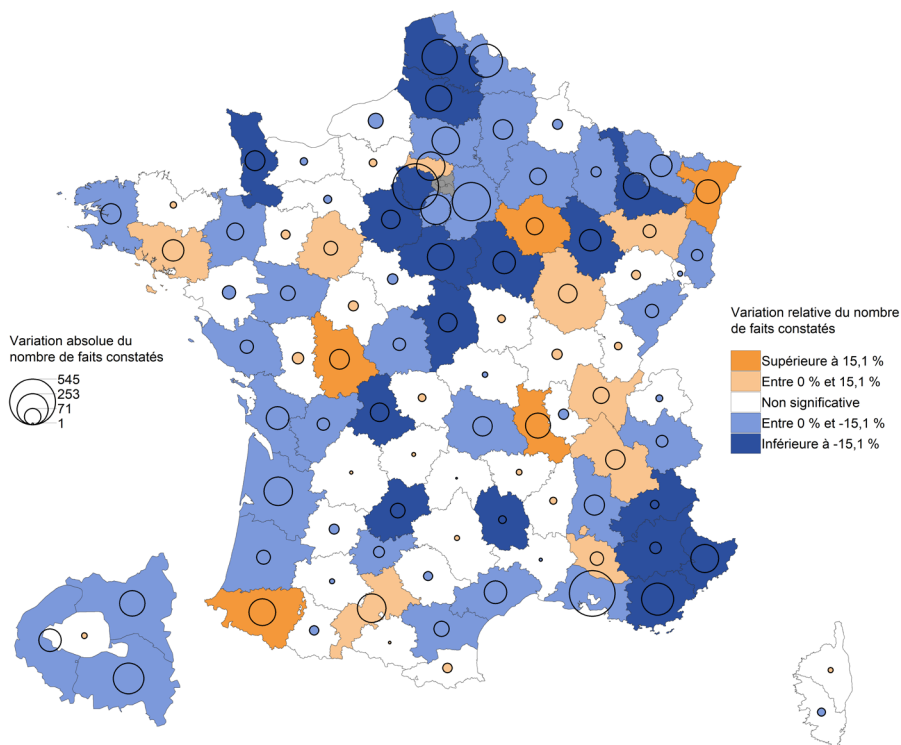 Variation absolue du
nombre de faits constatés
545
253
71
1
Variation relative du nombre
de faits constatés
Supérieure à 15,1 %
Entre 0 % et 15,1 %
Non significative
Entre 0 % et -15,1 %
Inférieure à -15,1 %